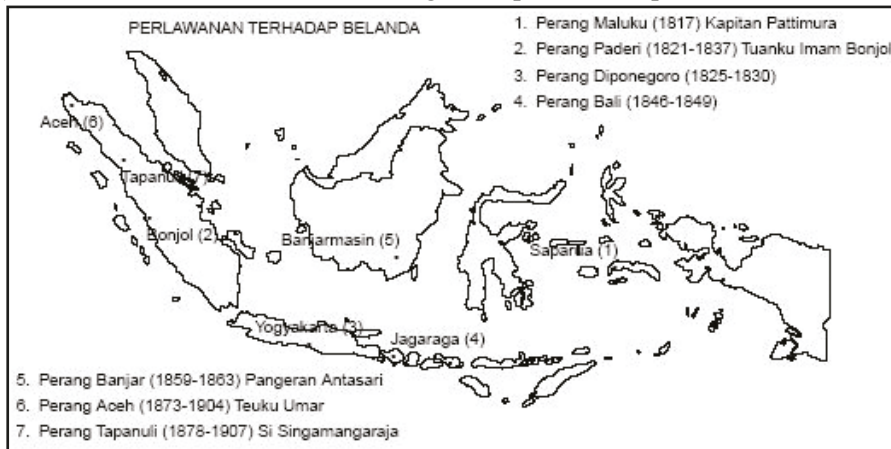 PERLAWANAN TERHADAP BELANDA
1. Perang Maluku (1817) Kapitan Pattimura
2. Perang Paderi (1821-1837) Tuanku Imam Bonjol
3. Perang Diponegoro (1825-1830)
4. Perang Bali (1846-1849)
Aceh (6)
Tapanuli (7)
Bonjol (2)
Banjarmasin (5)
Saparua (1)
Yogyakarta (3)
Jagaraga (4)
5. Perang Banjar (1859-1863) Pangeran Antasari
6. Perang Aceh (1873-1904) Teuku Umar
7. Perang Tapanuli (1878-1907) Si Singamangaraja